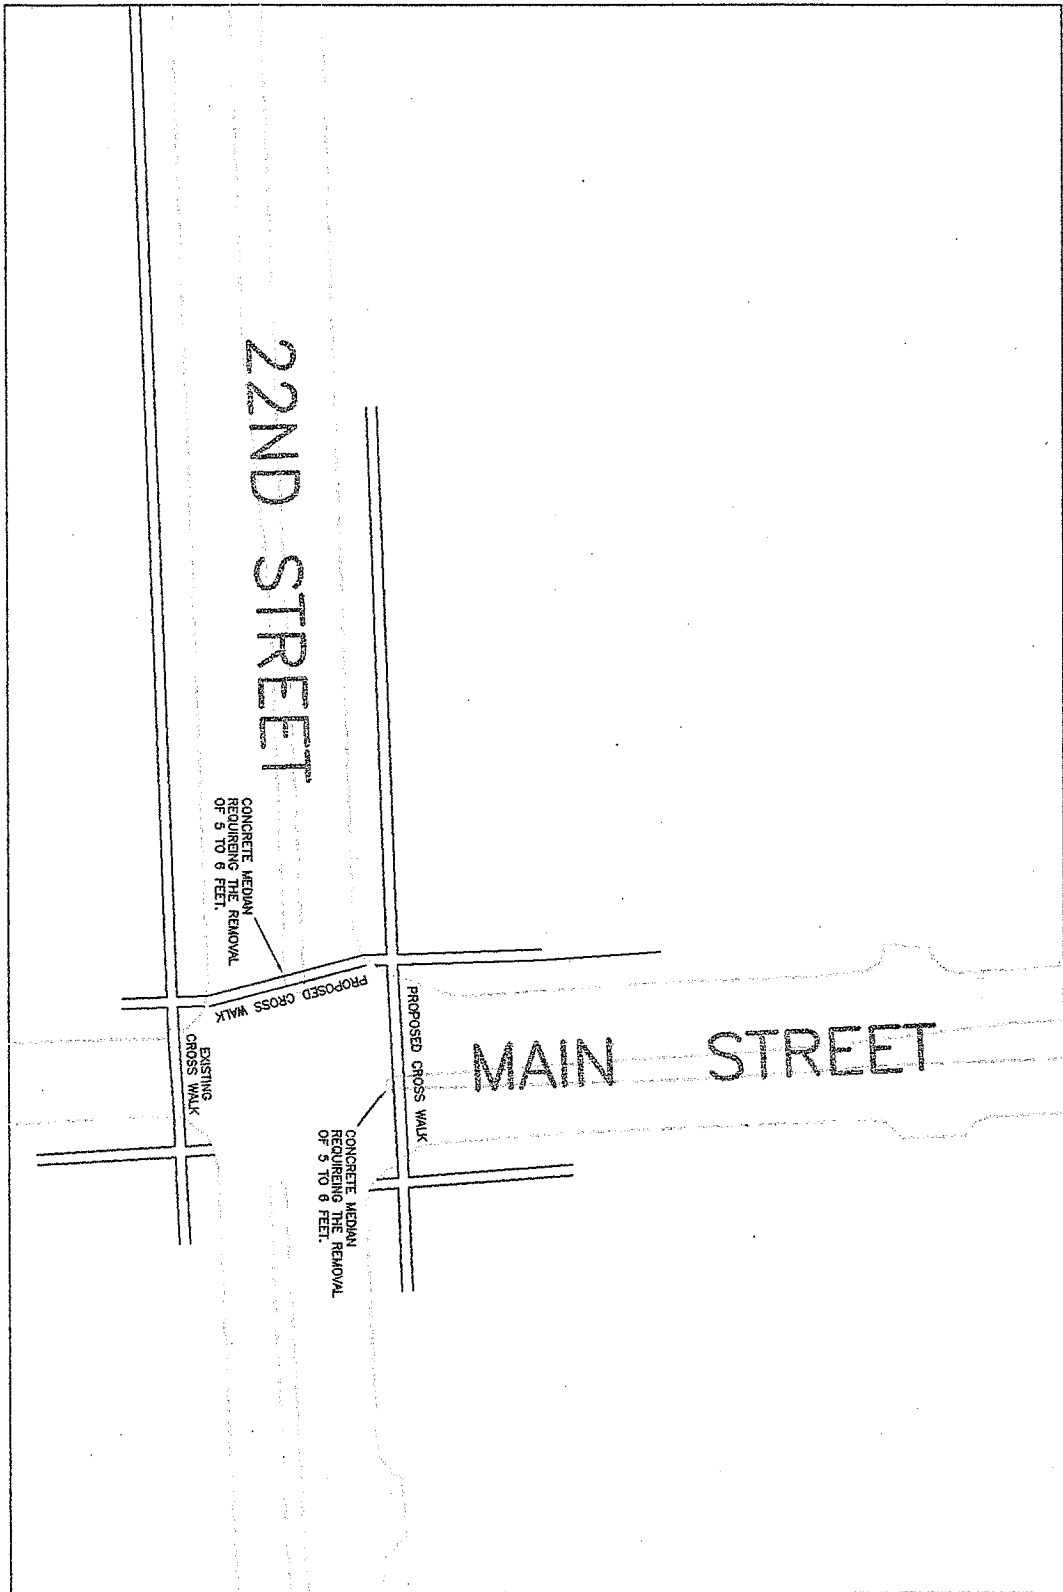 22ND STREET
MAIN STREET
CONCRETE MEDIAN
REQUIREING THE REMOVAL
OF 5 TO 6 FEET.
PROPOSED CROSS WALK
PROPOSED CROSS WALK
EXISTING
CROSS WALK
CONCRETE MEDIAN
REQUIREING THE REMOVAL
OF 5 TO 6 FEET.